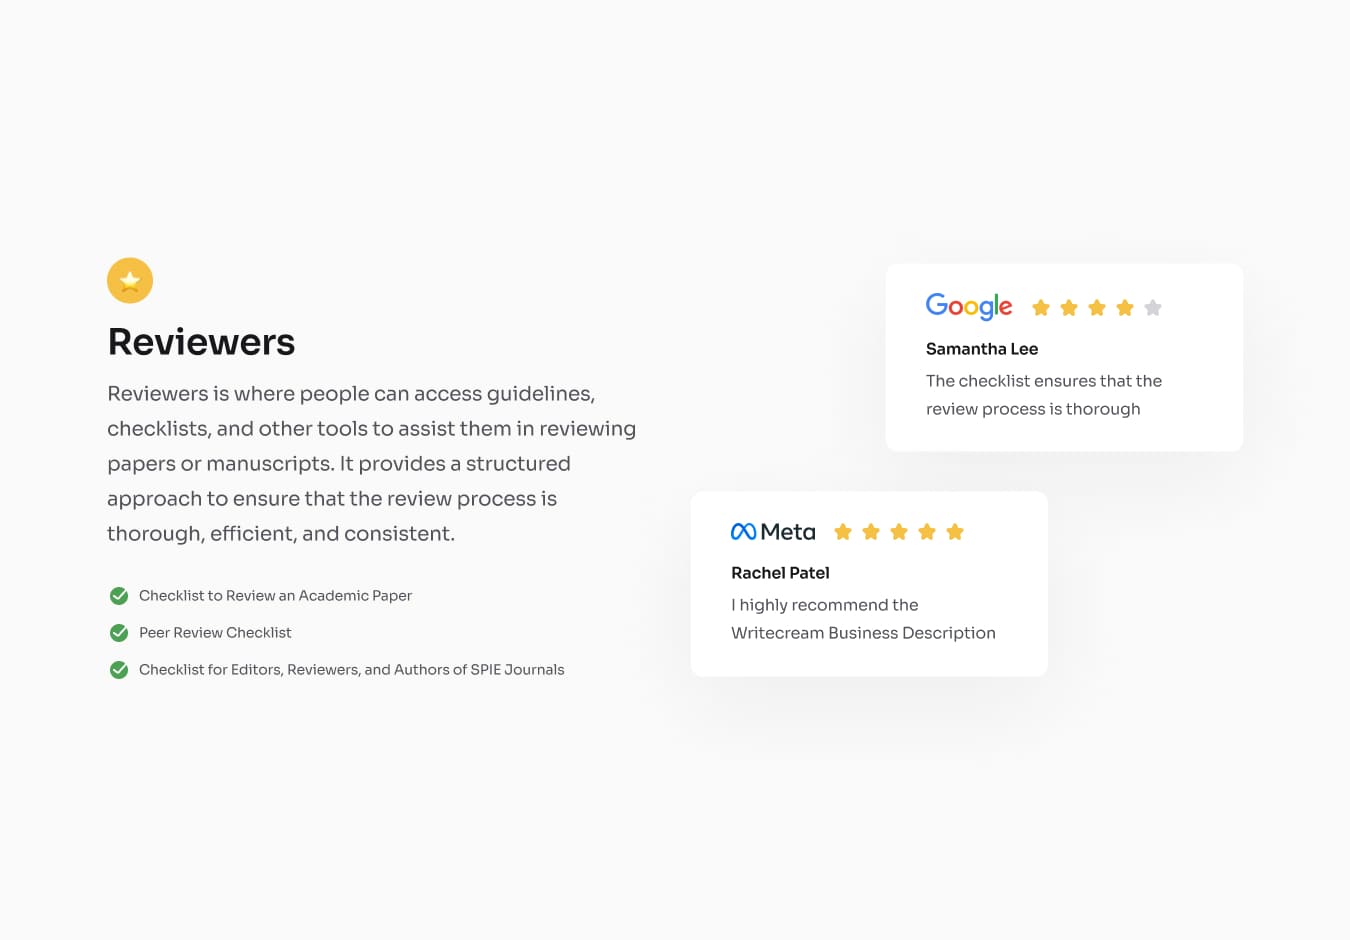 Reviewers
Reviewers is where people can access guidelines,
checklists, and other tools to assist them in reviewing
papers or manuscripts. It provides a structured
approach to ensure that the review process is
thorough, efficient, and consistent.
Checklist to Review an Academic Paper
Peer Review Checklist
Checklist for Editors, Reviewers, and Authors of SPIE Journals
Google
Samantha Lee
The checklist ensures that the
review process is thorough
Meta
Rachel Patel
I highly recommend the
Writecream Business Description